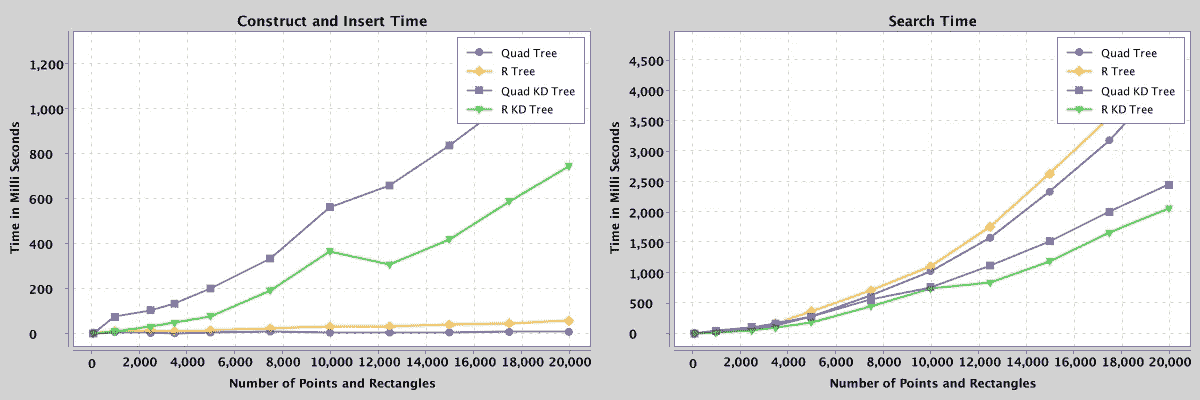 Construct and Insert Time
Time in Milli Seconds
1,200
1,000
800
600
400
200
0
Quad Tree
R Tree
Quad KD Tree
R KD Tree
0 2,000 4,000 6,000 8,000 10,000 12,000 14,000 16,000 18,000 20,000
Number of Points and Rectangles
Search Time
Time in Milli Seconds
4,500
4,000
3,500
3,000
2,500
2,000
1,500
1,000
500
0
Quad Tree
R Tree
Quad KD Tree
R KD Tree
0 2,000 4,000 6,000 8,000 10,000 12,000 14,000 16,000 18,000 20,000
Number of Points and Rectangles